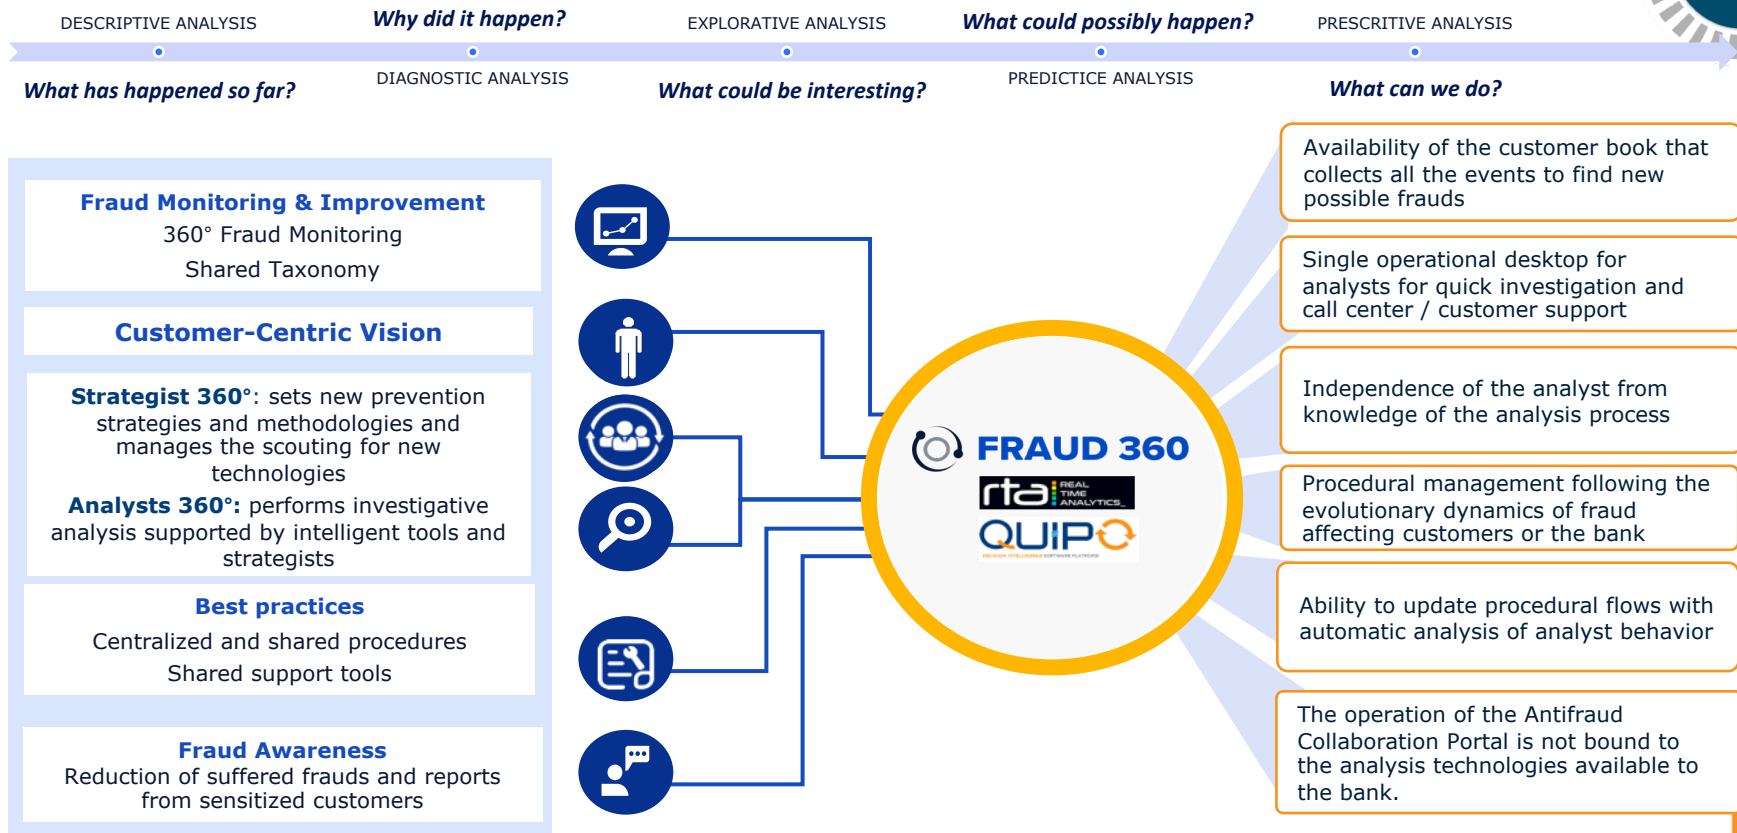 DESCRIPTIVE ANALYSIS
Why did it happen?
EXPLORATIVE ANALYSIS
What could possibly happen?
PRESCRITIVE ANALYSIS
What has happened so far?
DIAGNOSTIC ANALYSIS
What could be interesting?
PREDICTICE ANALYSIS
What can we do?
Fraud Monitoring & Improvement
360° Fraud Monitoring
Shared Taxonomy
Customer-Centric Vision
Strategist 360°: sets new prevention
strategies and methodologies and
manages the scouting for new
technologies
Analysts 360°: performs investigative
analysis supported by intelligent tools and
strategists
Best practices
Centralized and shared procedures
Shared support tools
Fraud Awareness
Reduction of suffered frauds and reports
from sensitized customers
FRAUD 360
rta REAL
TIME
ANALYTICS_
QUIPO
DECISION INTELLIGENCE SOFTWARE PLATFORM
Availability of the customer book that
collects all the events to find new
possible frauds
Single operational desktop for
analysts for quick investigation and
call center / customer support
Independence of the analyst from
knowledge of the analysis process
Procedural management following the
evolutionary dynamics of fraud
affecting customers or the bank
Ability to update procedural flows with
automatic analysis of analyst behavior
The operation of the Antifraud
Collaboration Portal is not bound to
the analysis technologies available to
the bank.